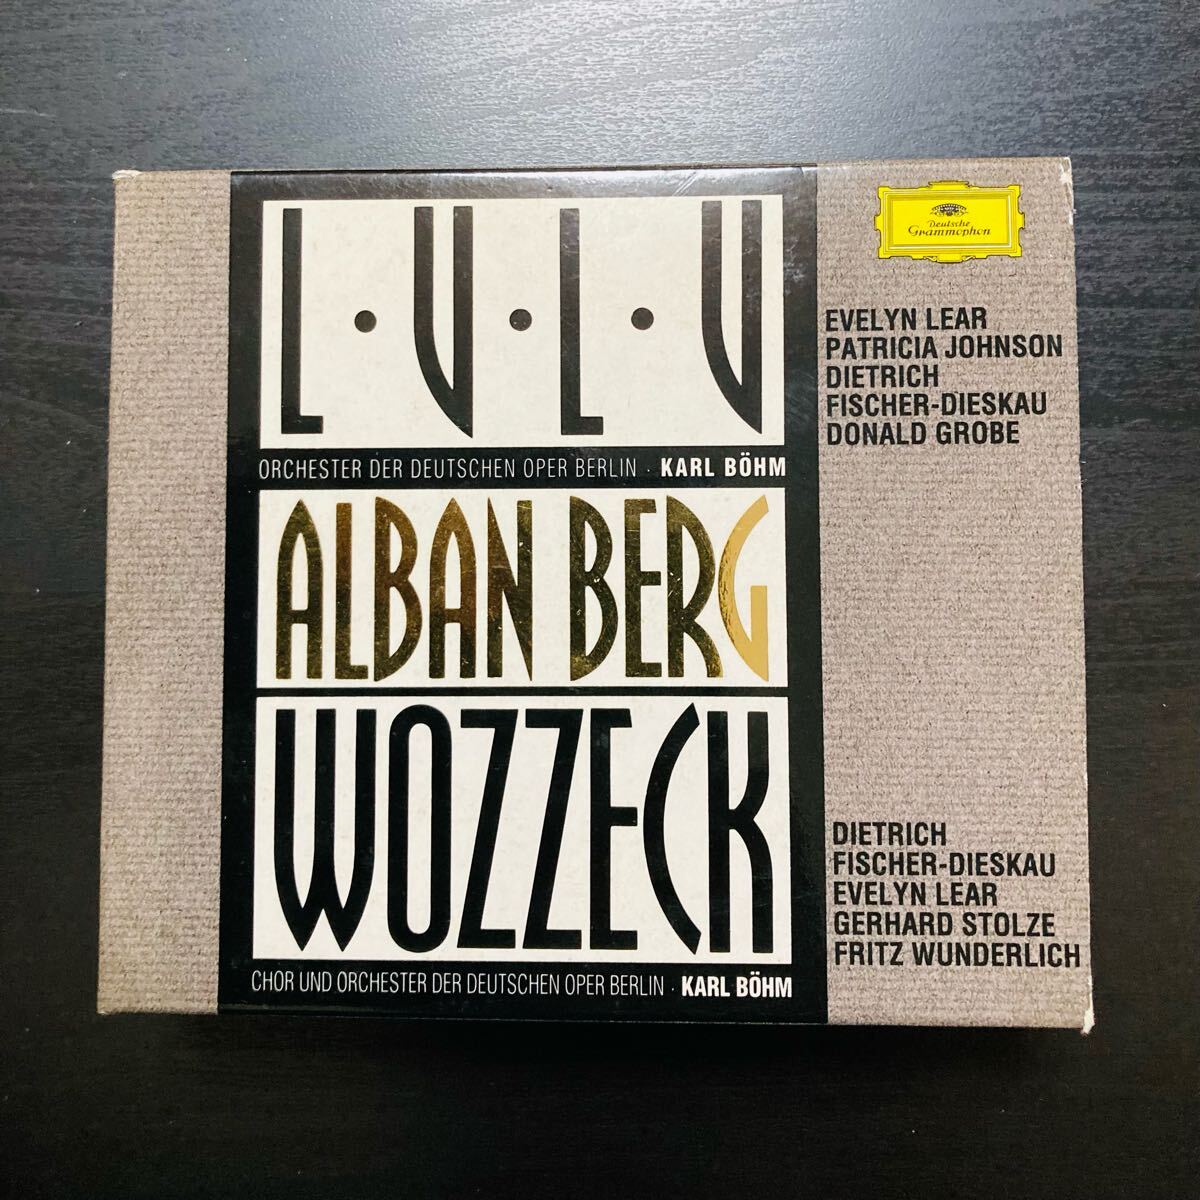 L·U·L·U
ORCHESTER DER DEUTSCHEN OPER BERLIN · KARL BÖHM
ALBAN BERG
WOZZECK
CHOR UND ORCHESTER DER DEUTSCHEN OPER BERLIN · KARL BÖHM
Deutsche
Grammophon
EVELYN LEAR
PATRICIA JOHNSON
DIETRICH
FISCHER-DIESKAU
DONALD GROBE
DIETRICH
FISCHER-DIESKAU
EVELYN LEAR
GERHARD STOLZE
FRITZ WUNDERLICH